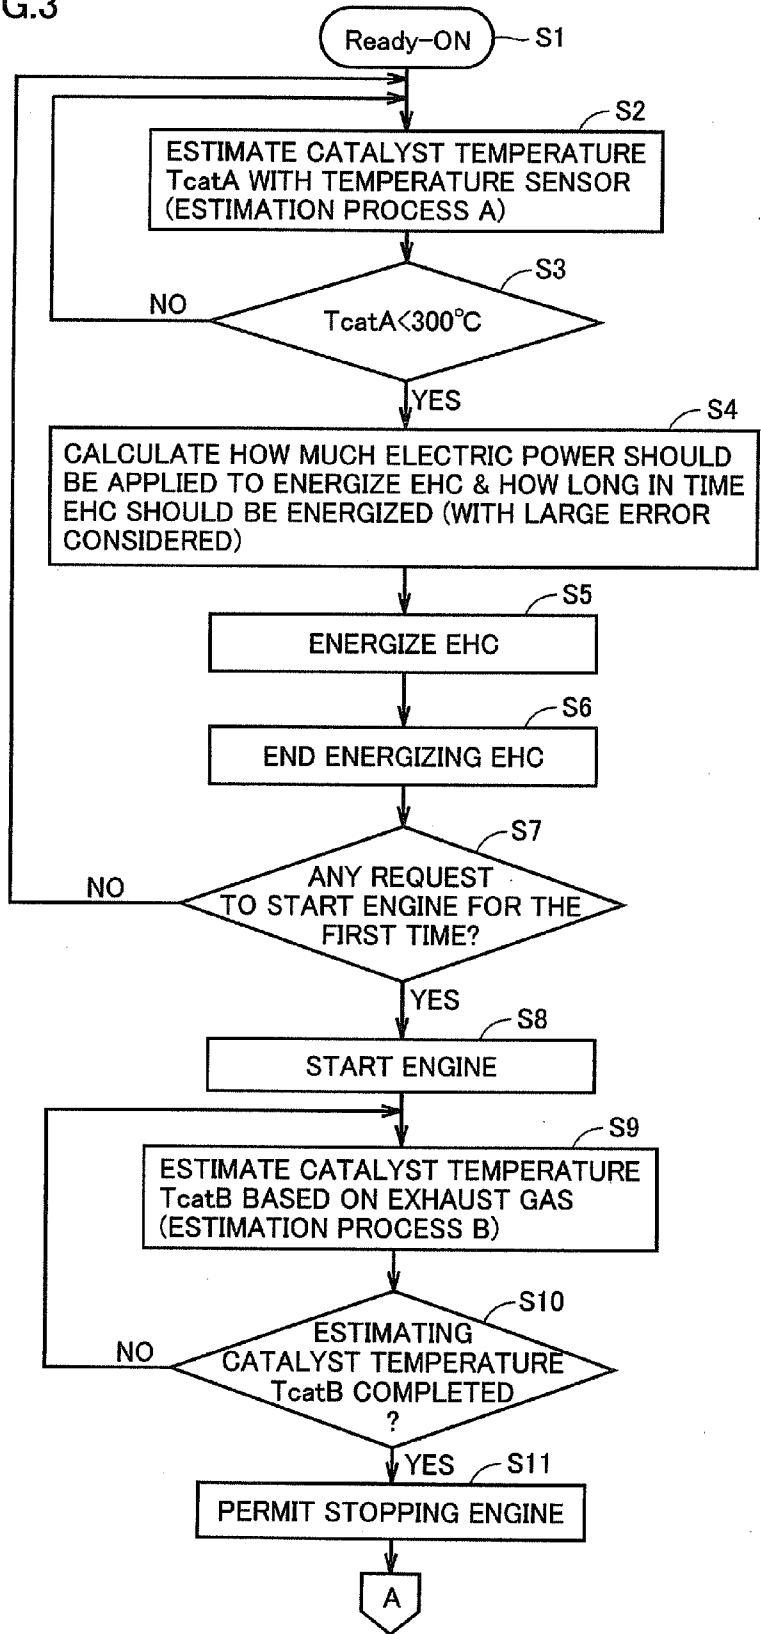 G.3
Ready-ON
S1
S2
ESTIMATE CATALYST TEMPERATURE
TcatA WITH TEMPERATURE SENSOR
(ESTIMATION PROCESS A)
S3
NO
TcatA<300°C
YES
S4
CALCULATE HOW MUCH ELECTRIC POWER SHOULD
BE APPLIED TO ENERGIZE EHC & HOW LONG IN TIME
EHC SHOULD BE ENERGIZED (WITH LARGE ERROR
CONSIDERED)
S5
ENERGIZE EHC
S6
END ENERGIZING EHC
S7
NO
ANY REQUEST
TO START ENGINE FOR THE
FIRST TIME?
YES
S8
START ENGINE
S9
ESTIMATE CATALYST TEMPERATURE
TcatB BASED ON EXHAUST GAS
(ESTIMATION PROCESS B)
S10
NO
ESTIMATING
CATALYST TEMPERATURE
TcatB COMPLETED
?
YES
S11
PERMIT STOPPING ENGINE
A